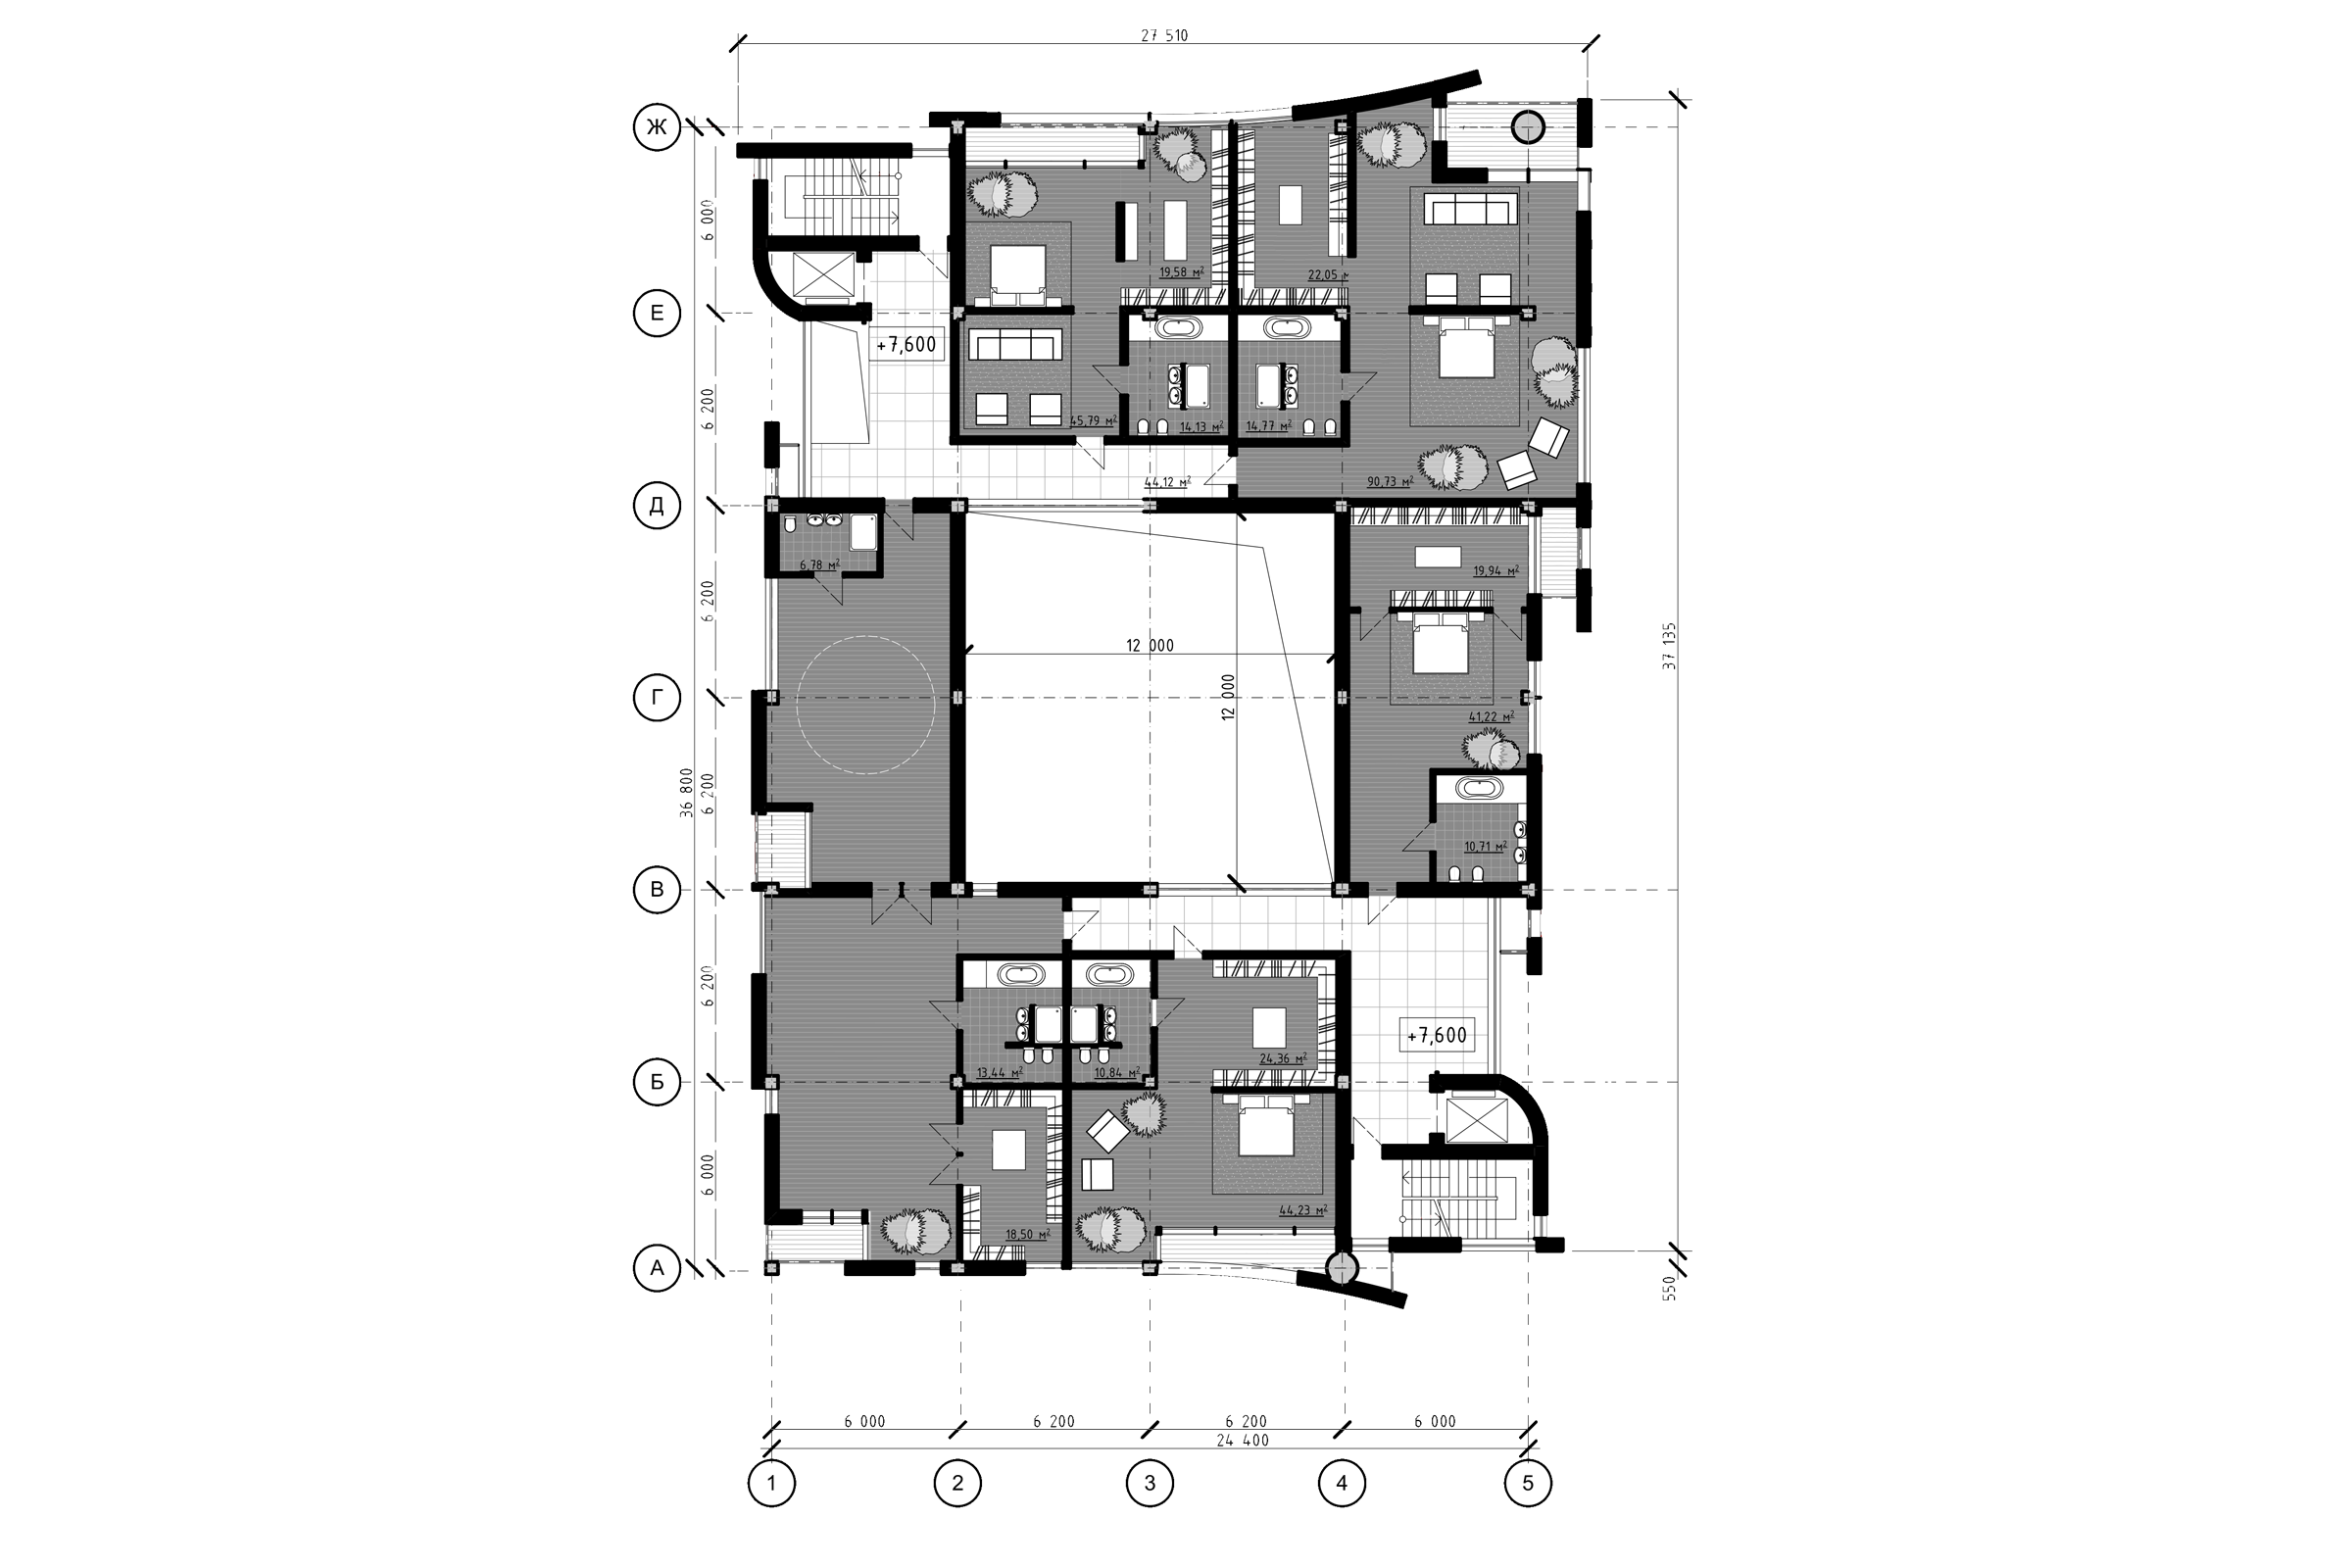 27 510
Ж
6 000
19,58 м²
22,05 м
Е
+7,600
6 200
45,79 м²
14,13 м²
14,77 м²
44,12 м²
90,73 м²
Д
6,78 м²
19,94 м²
6 200
12 000
37 135
12 000
Г
41,22 м²
36 800
6 200
10,71 м²
В
6 200
+7,600
24,36 м²
13,44 м²
10,84 м²
Б
6 000
44,23 м²
18,50 м²
А
550
6 000
6 200
6 200
6 000
24 400
1
2
3
4
5